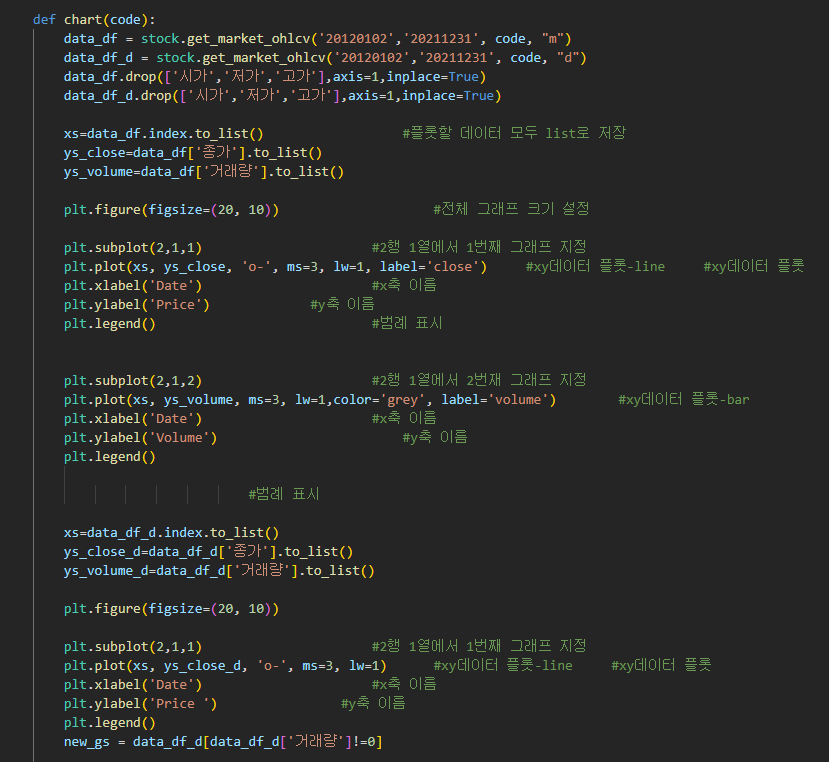 def chart(code):
data_df = stock.get_market_ohlcv('20120102','20211231', code, "m")
data_df_d = stock.get_market_ohlcv('20120102','20211231', code, "d")
data_df.drop(['시가','저가','고가'],axis=1,inplace=True)
data_df_d.drop(['시가','저가','고가'],axis=1,inplace=True)
xs=data_df.index.to_list() #플롯할 데이터 모두 list로 저장
ys_close=data_df['종가'].to_list()
ys_volume=data_df['거래량'].to_list()
plt.figure(figsize=(20, 10)) #전체 그래프 크기 설정
plt.subplot(2,1,1) #2행 1열에서 1번째 그래프 지정
plt.plot(xs, ys_close, 'o-', ms=3, lw=1, label='close') #xy데이터 플롯-line #xy데이터 플롯
plt.xlabel('Date') #x축 이름
plt.ylabel('Price') #y축 이름
plt.legend() #범례 표시
plt.subplot(2,1,2) #2행 1열에서 2번재 그래프 지정
plt.plot(xs, ys_volume, ms=3, lw=1,color='grey', label='volume') #xy데이터 플롯-bar
plt.xlabel('Date') #x축 이름
plt.ylabel('Volume') #y축 이름
plt.legend()
#범례 표시
xs=data_df_d.index.to_list()
ys_close_d=data_df_d['종가'].to_list()
ys_volume_d=data_df_d['거래량'].to_list()
plt.figure(figsize=(20, 10))
plt.subplot(2,1,1) #2행 1열에서 1번째 그래프 지정
plt.plot(xs, ys_close_d, 'o-', ms=3, lw=1) #xy데이터 플롯-line #xy데이터 플롯
plt.xlabel('Date') #x축 이름
plt.ylabel('Price ') #y축 이름
plt.legend()
new_gs = data_df_d[data_df_d['거래량']!=0]